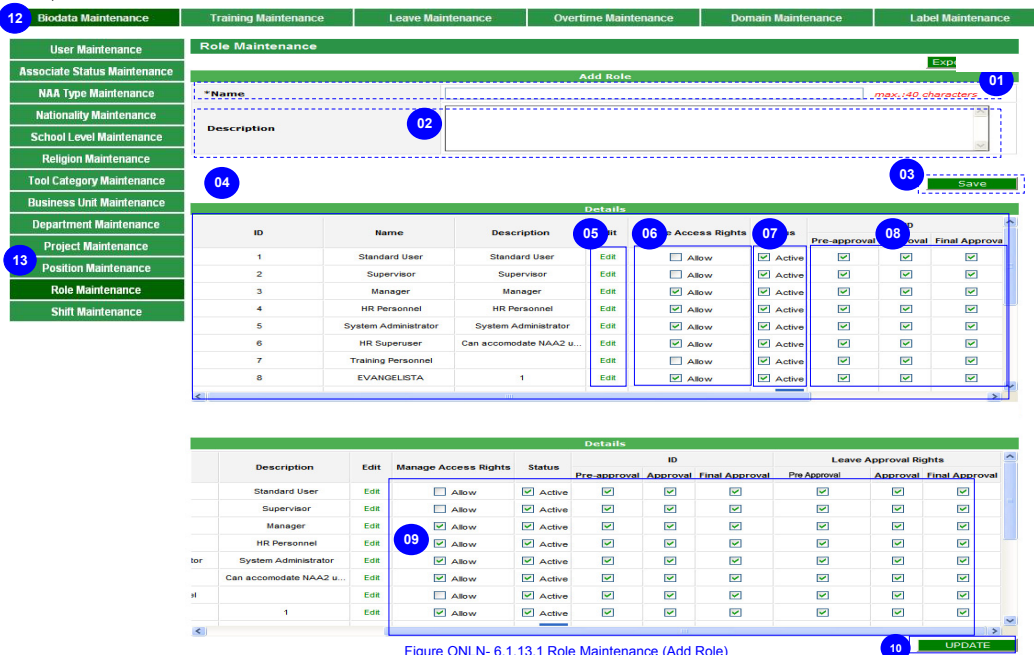 12 Biodata Maintenance Training Maintenance Leave Maintenance Overtime Maintenance Domain Maintenance Label Maintenance
User Maintenance
Associate Status Maintenance
NAA Type Maintenance
Nationality Maintenance
School Level Maintenance
Religion Maintenance
Tool Category Maintenance
Business Unit Maintenance
Department Maintenance
Project Maintenance
13
Position Maintenance
Role Maintenance
Shift Maintenance
Role Maintenance
Add Role
01
*Name max.:40 characters
Description 02
04 03 Save
Details
ID Name Description 05 06 Access Rights 07 08
Pre-approval Final Approva
1 Standard User Standard User Edit Allow Active
2 Supervisor Supervisor Edit Allow Active
3 Manager Manager Edit Allow Active
4 HR Personnel HR Personnel Edit Allow Active
5 System Administrator System Administrator Edit Allow Active
6 HR Superuser Can accomodate NAA2 u... Edit Allow Active
7 Training Personnel Edit Allow Active
8 EVANGELISTA 1 Edit Allow Active
Details
Description Edit Manage Access Rights Status ID Leave Approval Rights
Pre-approval Approval Final Approval Pre Approval Approval Final Approval
Standard User Edit Allow Active
Supervisor Edit Allow Active
Manager Edit Allow Active
HR Personnel Edit 09 Allow Active
tor System Administrator Edit Allow Active
Can accomodate NAA2 u... Edit Allow Active
el Edit Allow Active
1 Edit Allow Active
10 UPDATE
Figure ONLN- 6.1.13.1 Role Maintenance (Add Role)